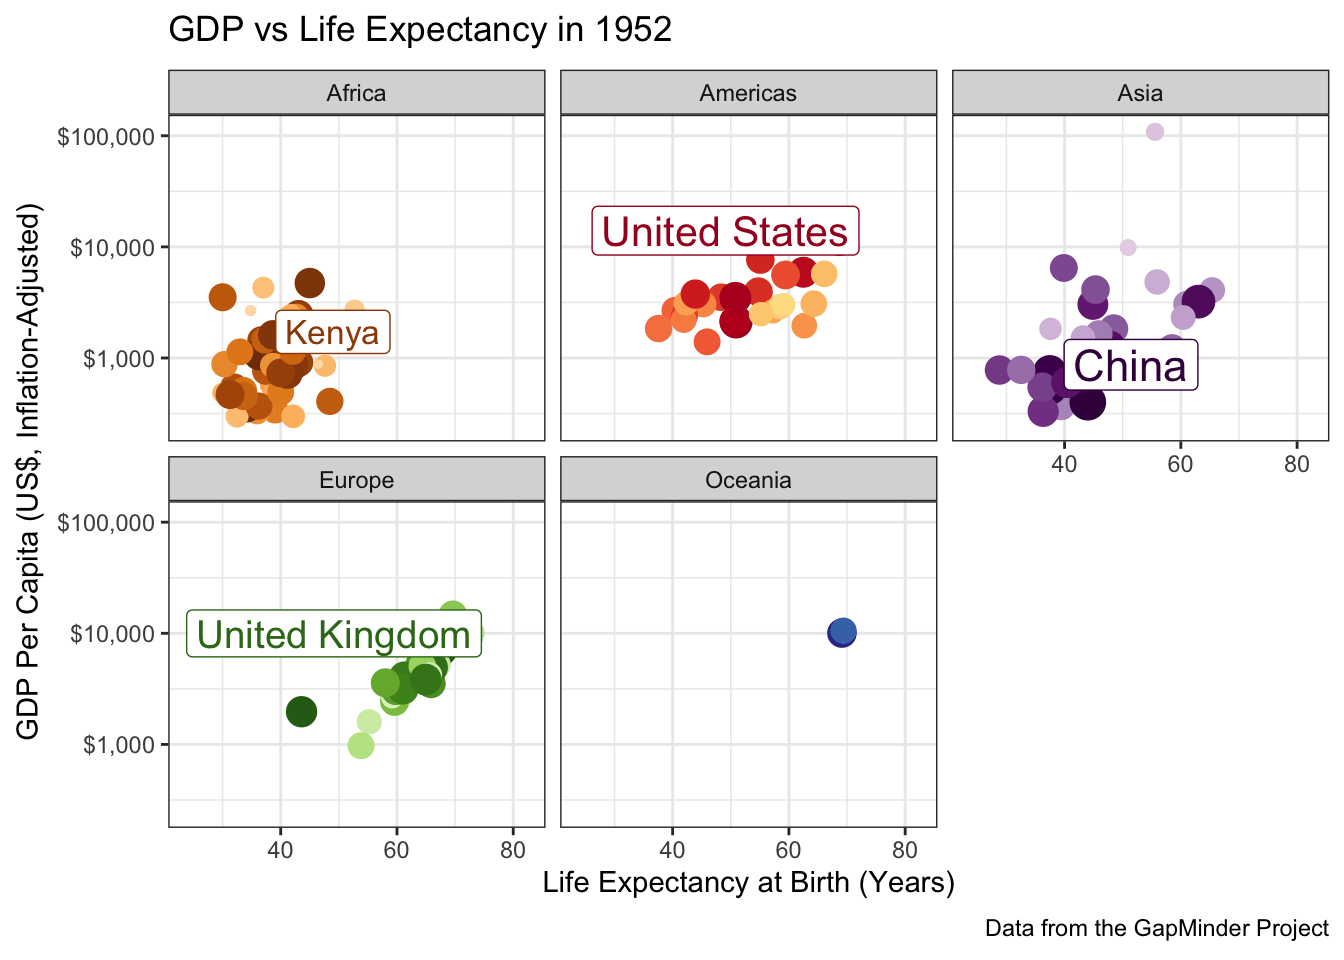 GDP vs Life Expectancy in 1952
Africa
Americas
Asia
$100,000
$10,000
$1,000
United States
Kenya
China
40
60
80
Europe
Oceania
$100,000
$10,000
$1,000
United Kingdom
40
60
80
40
60
80
GDP Per Capita (US$, Inflation-Adjusted)
Life Expectancy at Birth (Years)
Data from the GapMinder Project